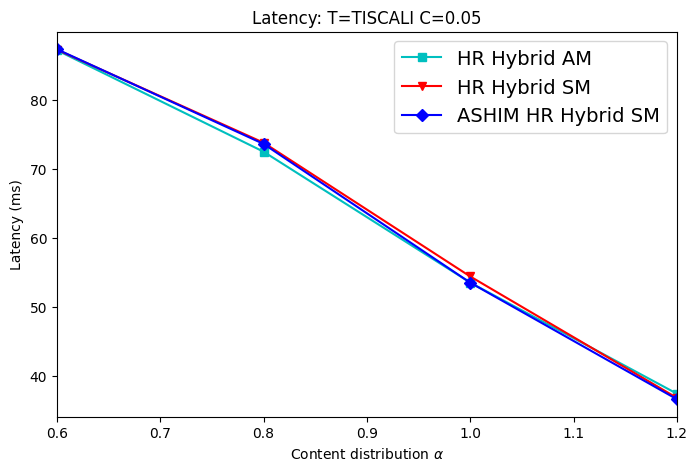 Latency: T=TISCALI C=0.05
HR Hybrid AM
HR Hybrid SM
ASHIM HR Hybrid SM
Latency (ms)
80
70
60
50
40
0.6 0.7 0.8 0.9 1.0 1.1 1.2
Content distribution α